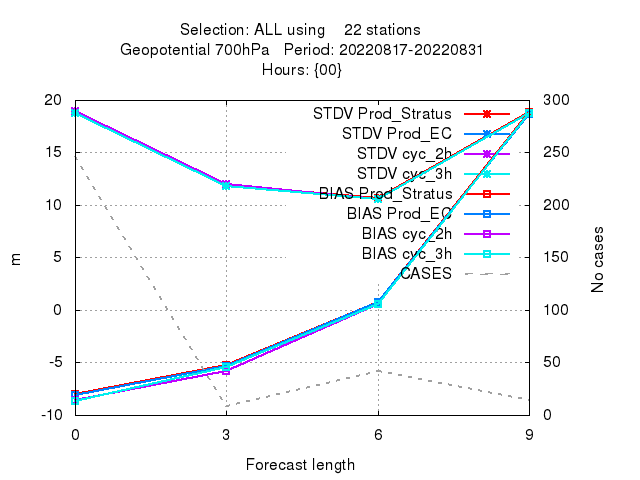 Selection: ALL using    22 stations
Geopotential 700hPa   Period: 20220817-20220831
Hours: {00}
20
15
10
5
0
-5
-10
m
300
250
200
150
100
50
0
No cases
STDV Prod_Stratus
STDV Prod_EC
STDV cyc_2h
STDV cyc_3h
BIAS Prod_Stratus
BIAS Prod_EC
BIAS cyc_2h
BIAS cyc_3h
CASES
0 3 6 9
Forecast length